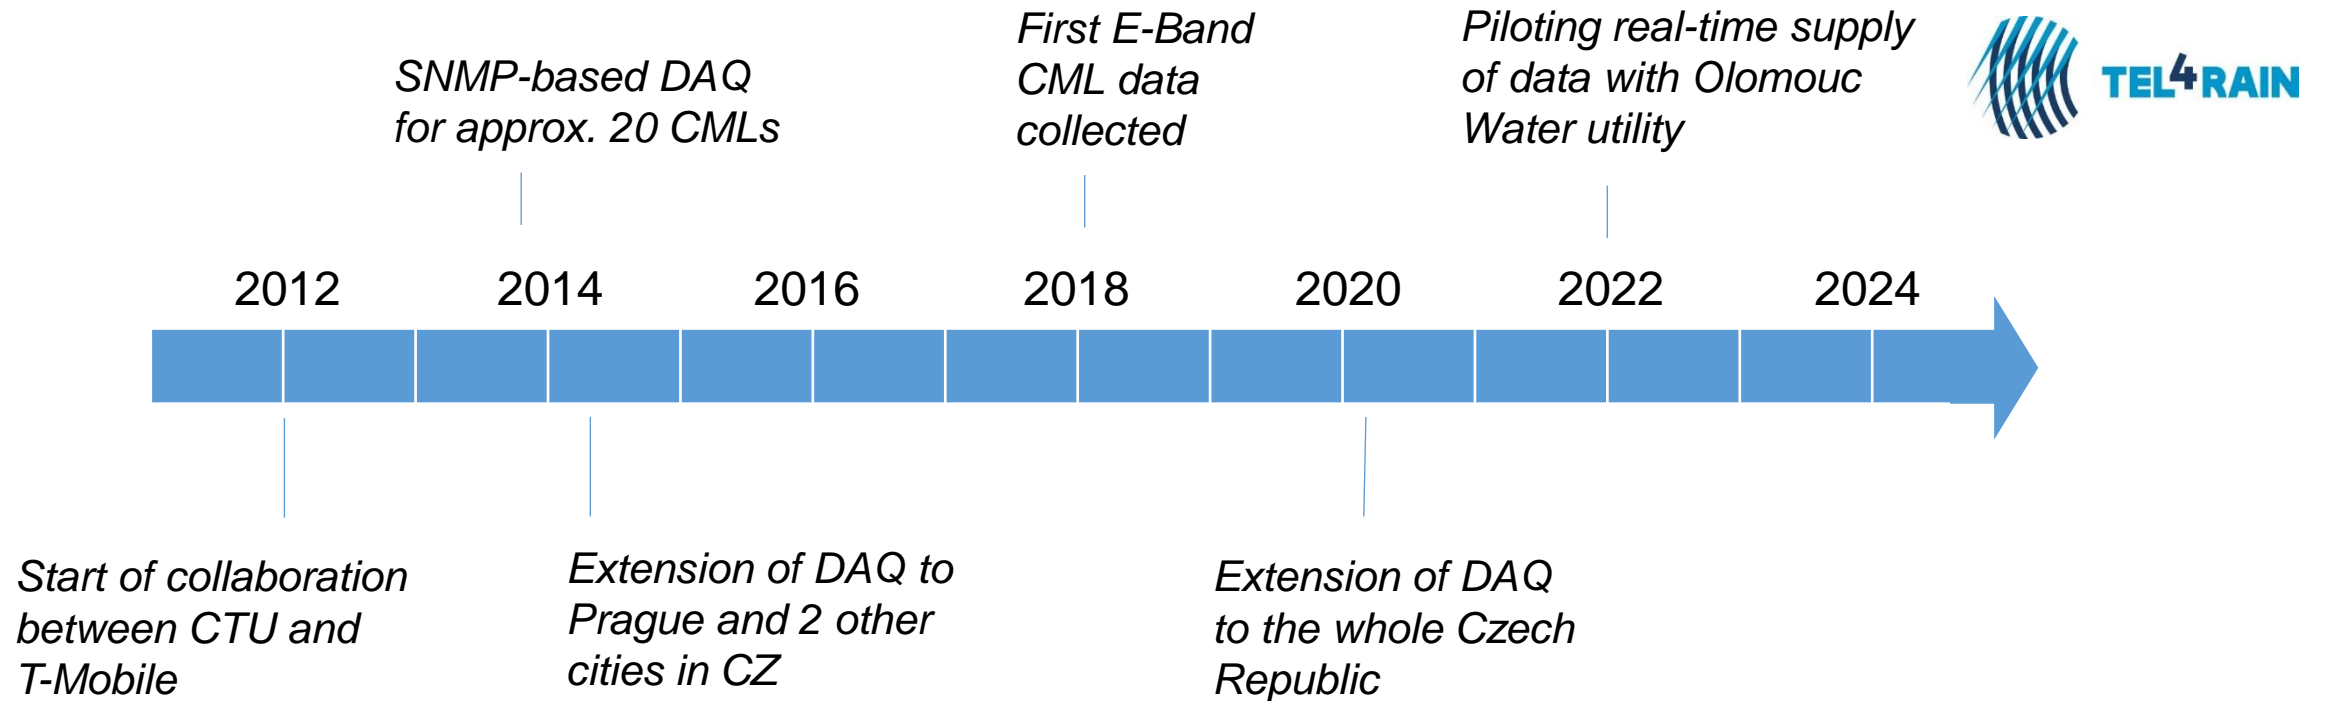 SNMP-based DAQ
for approx. 20 CMLs
First E-Band
CML data
collected
Piloting real-time supply
of data with Olomouc
Water utility
TEL4RAIN
2012
2014
2016
2018
2020
2022
2024
Start of collaboration
between CTU and
T-Mobile
Extension of DAQ to
Prague and 2 other
cities in CZ
Extension of DAQ
to the whole Czech
Republic